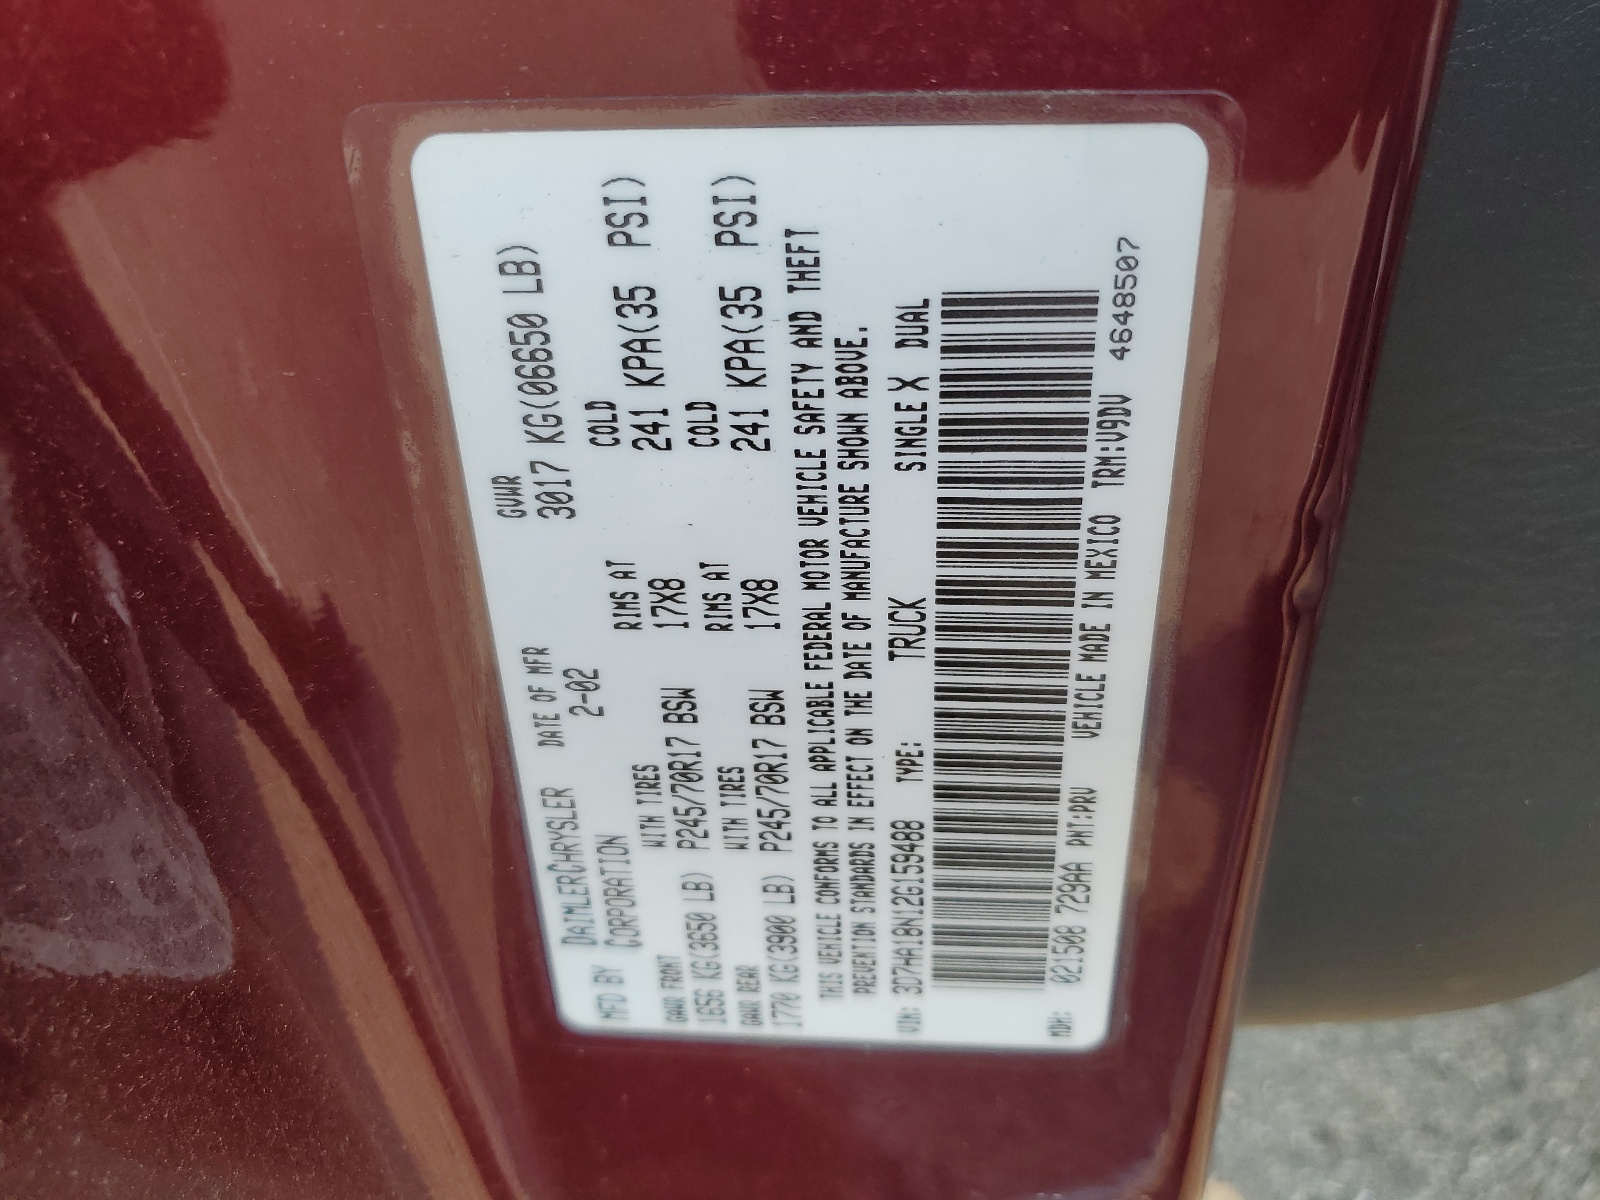 MFD BY DAIMLERCHRYSLER DATE OF MFR GVWR
CORPORATION 2-02 3017 KG(06650 LB)
GAWR FRONT WITH TIRES RIMS AT COLD
1656 KG(3650 LB) P245/70R17 BSW 17X8 241 KPA(35 PSI)
GAWR REAR WITH TIRES RIMS AT COLD
1770 KG(3900 LB) P245/70R17 BSW 17X8 241 KPA(35 PSI)
THIS VEHICLE CONFORMS TO ALL APPLICABLE FEDERAL MOTOR VEHICLE SAFETY AND THEFT
PREVENTION STANDARDS IN EFFECT ON THE DATE OF MANUFACTURE SHOWN ABOVE.
VIN: 3D7HA18N12G159488 TYPE: TRUCK SINGLE X DUAL
MDH: 021508 729AA PNT:PRV VEHICLE MADE IN MEXICO TRM:V9DV 4648507